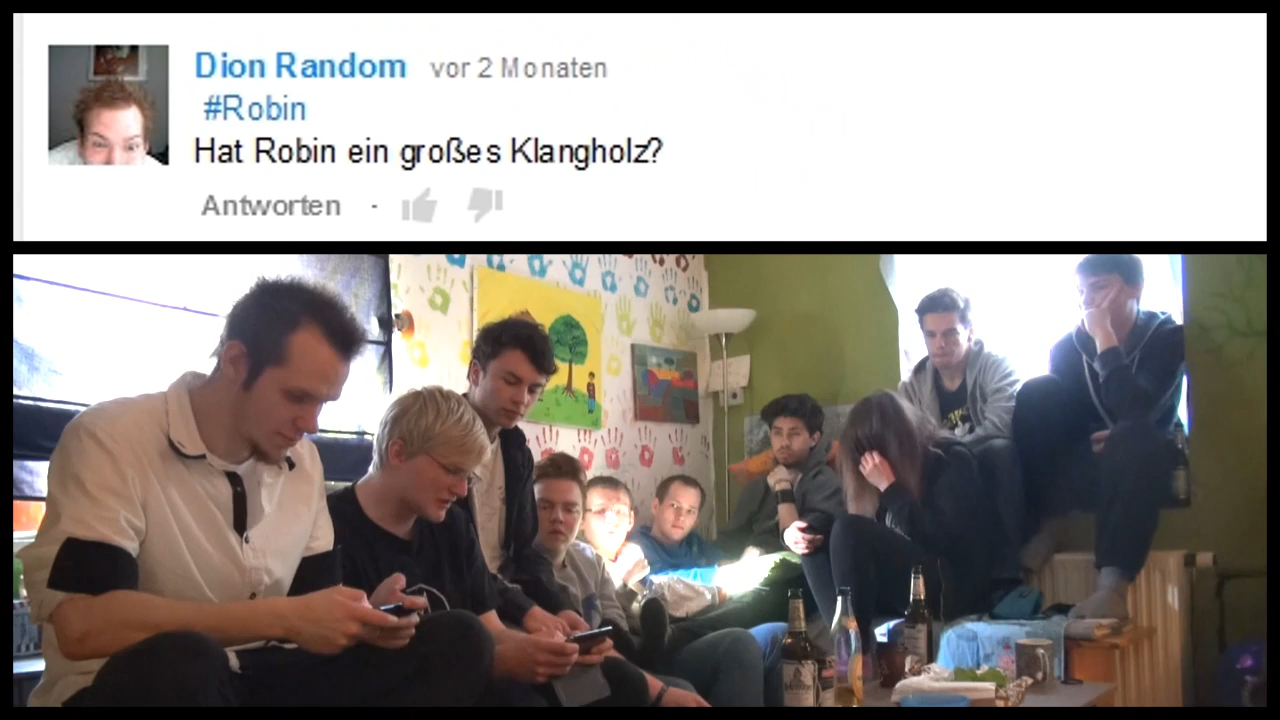 Dion Random vor 2 Monaten
#Robin
Hat Robin ein großes Klangholz?
Antworten ·